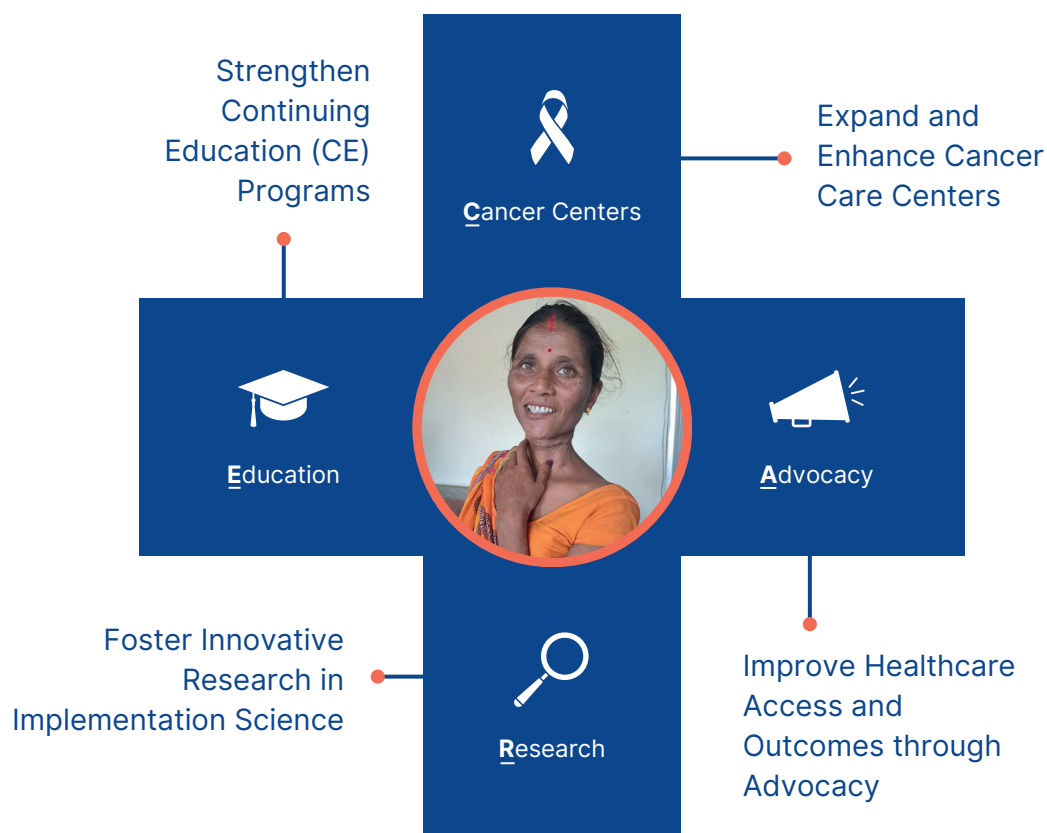 Strengthen
Continuing
Education (CE)
Programs
Cancer Centers
Expand and
Enhance Cancer
Care Centers
Education
Advocacy
Foster Innovative
Research in
Implementation Science
Research
Improve Healthcare
Access and
Outcomes through
Advocacy